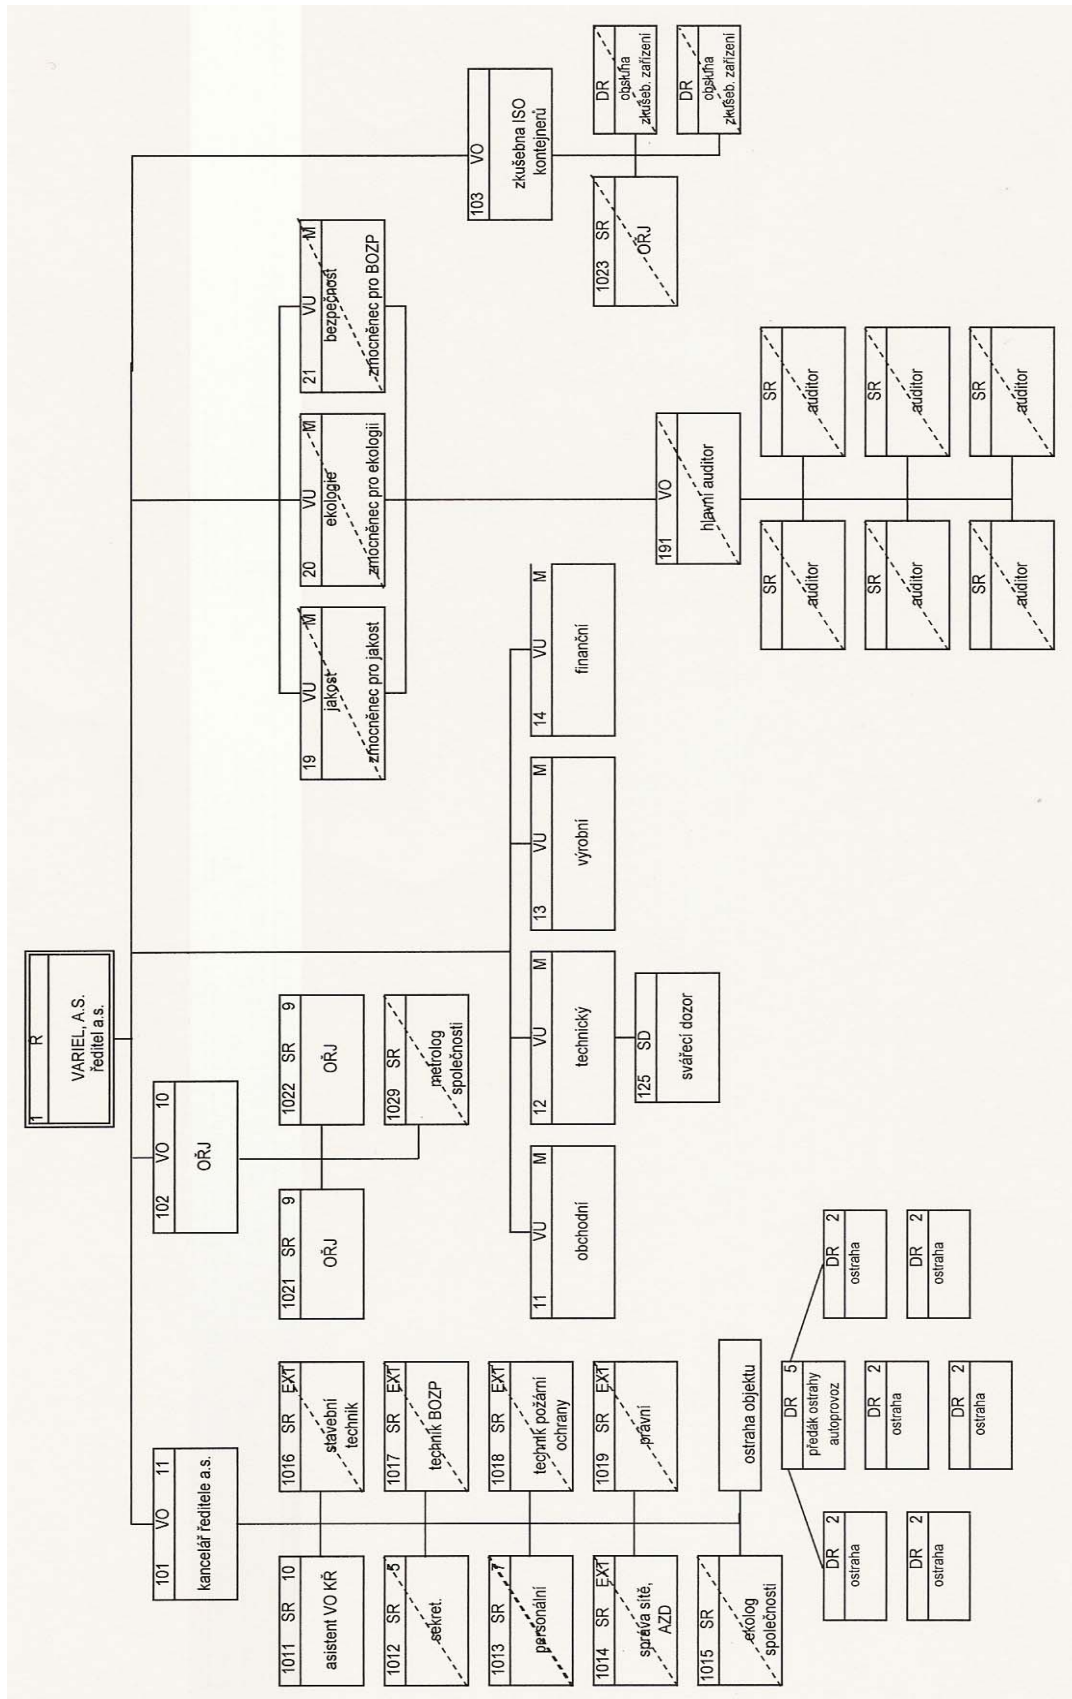 1 Ř
VARIEL, A.S.
ředitel a.s.
101 VO 11
kancelář ředitele a.s.
102 VO 10
OŘJ
1011 SR 10
asistent VO KŘ
1016 SR EXT
stavební
technik
1012 SR 5
sekret.
1017 SR EXT
technik BOZP
1013 SR 7
personální
1018 SR EXT
technik požární
ochrany
1014 SR EXT
správa sítě,
AZD
1019 SR EXT
právní
1015 SR
ekolog
společnosti
ostraha objektu
DR 5
předák ostrahy
autoprovoz
DR 2
ostraha
DR 2
ostraha
DR 2
ostraha
DR 2
ostraha
DR 2
ostraha
DR 2
ostraha
1021 SR 9
OŘJ
1022 SR 9
OŘJ
1029 SR
metrolog
společnosti
11 VU M
obchodní
12 VU M
technický
13 VU M
výrobní
14 VU M
finanční
125 SD
svářecí dozor
19 VU M
jakost
zmocněnec pro jakost
20 VU M
ekologie
zmocněnec pro ekologii
21 VU M
bezpečnost
zmocněnec pro BOZP
191 VO
hlavní auditor
SR
auditor
SR
auditor
SR
auditor
SR
auditor
SR
auditor
SR
auditor
103 VO
zkušebna ISO
kontejnerů
1023 SR
OŘJ
DR
obsluha
zkušeb. zařízení
DR
obsluha
zkušeb. zařízení